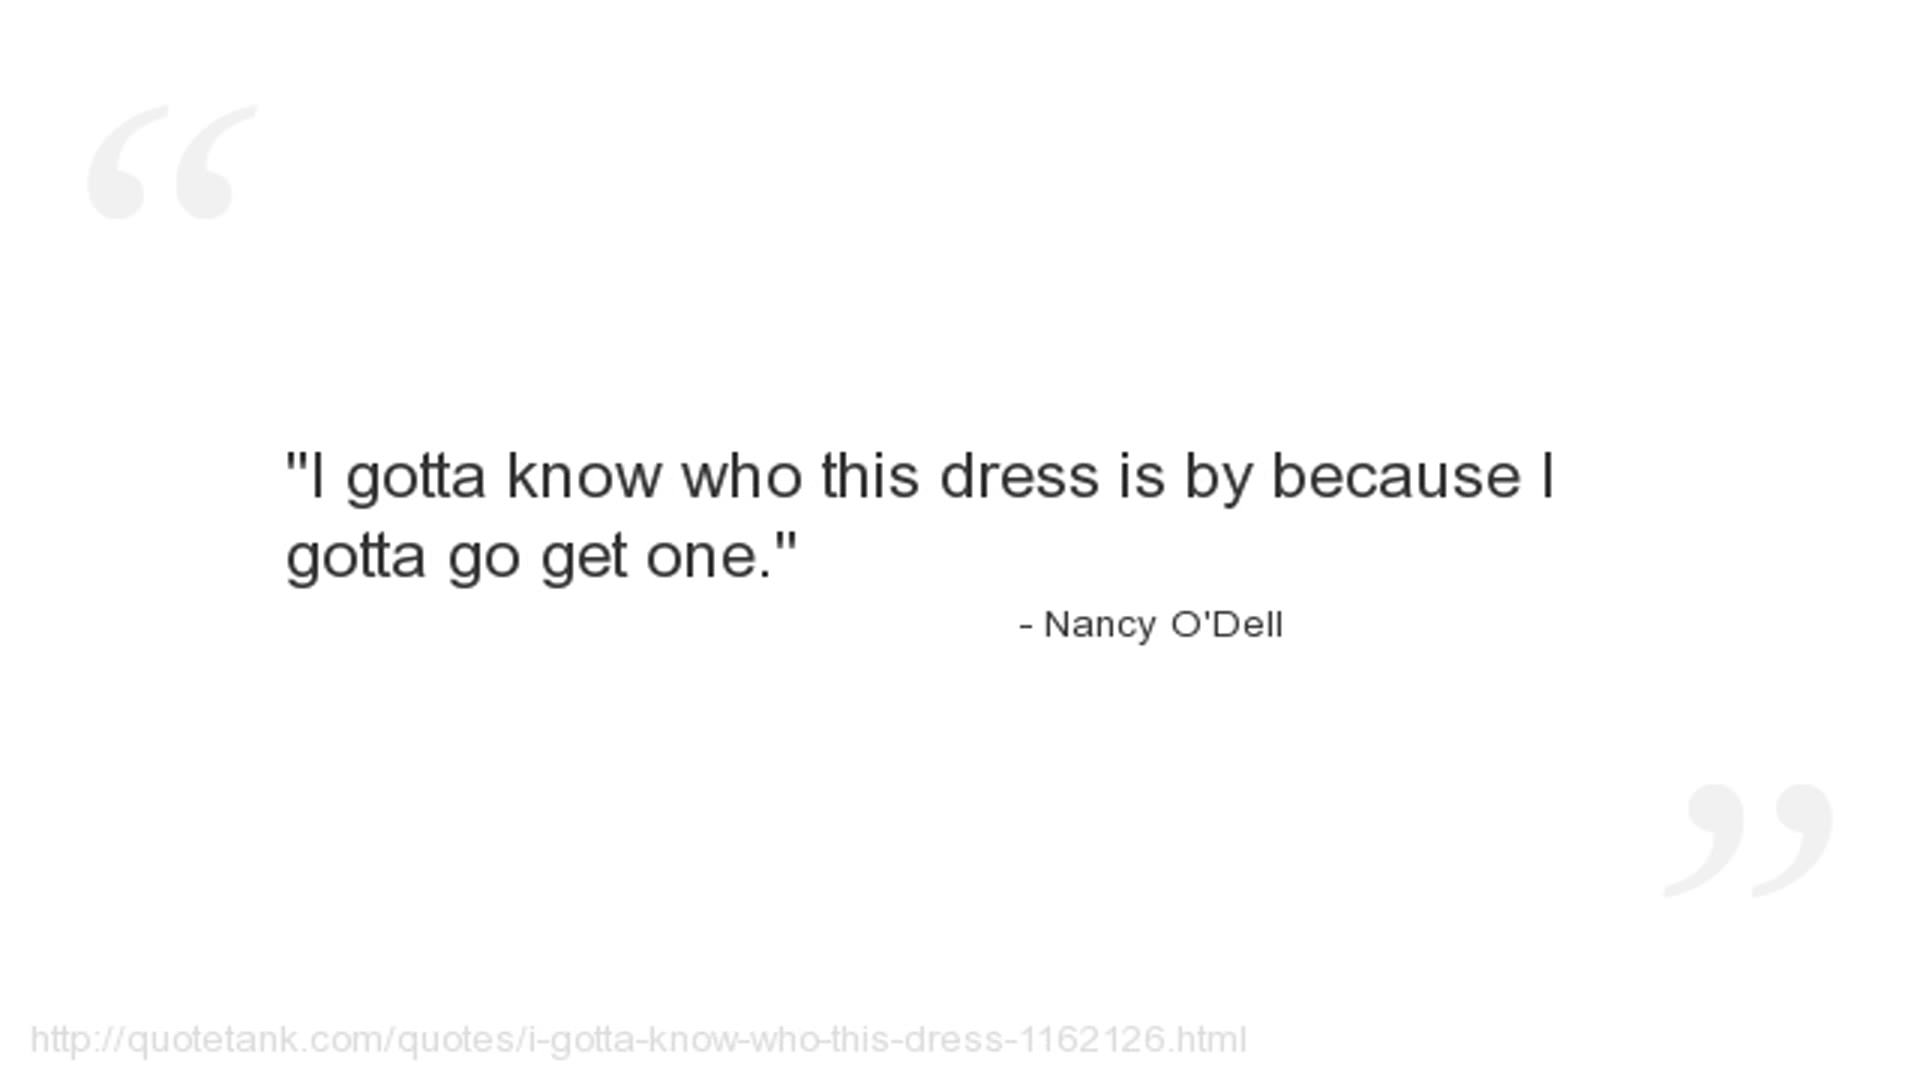 "I gotta know who this dress is by because I
gotta go get one."
- Nancy O'Dell
http://quotetank.com/quotes/i-gotta-know-who-this-dress-1162126.html